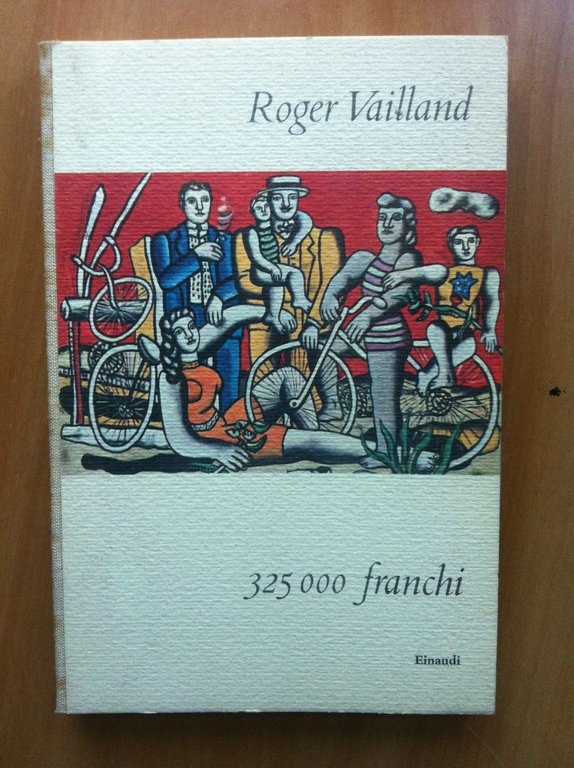 Roger Vailland
325 000 franchi
Einaudi